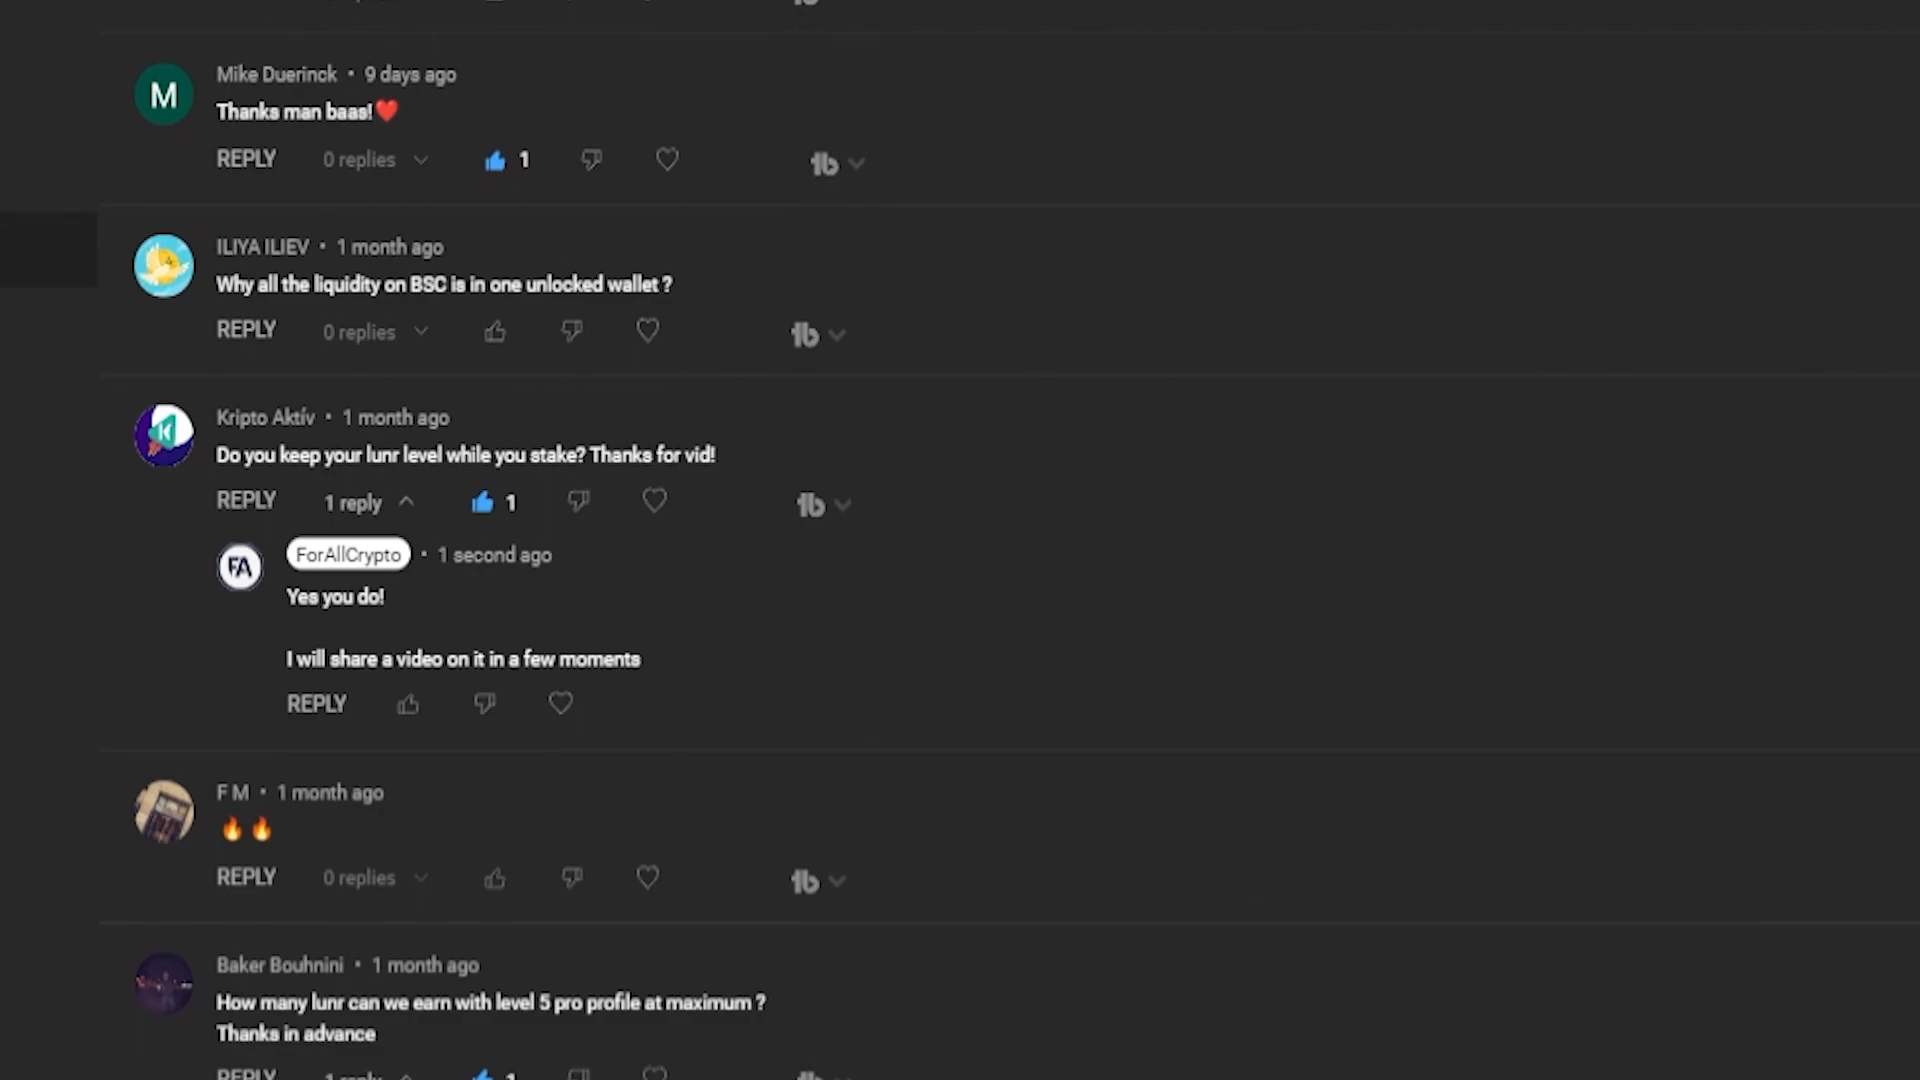 M
Mike Duerinck • 9 days ago
Thanks man baas!❤️
REPLY 0 replies 1
ILIYA ILIEV • 1 month ago
Why all the liquidity on BSC is in one unlocked wallet ?
REPLY 0 replies
Kripto Aktív • 1 month ago
Do you keep your lunr level while you stake? Thanks for vid!
REPLY 1 reply 1
FA
ForAllCrypto • 1 second ago
Yes you do!
I will share a video on it in a few moments
REPLY
F M • 1 month ago
🔥 🔥
REPLY 0 replies
Baker Bouhnini • 1 month ago
How many lunr can we earn with level 5 pro profile at maximum ?
Thanks in advance
REPLY 1 reply 1